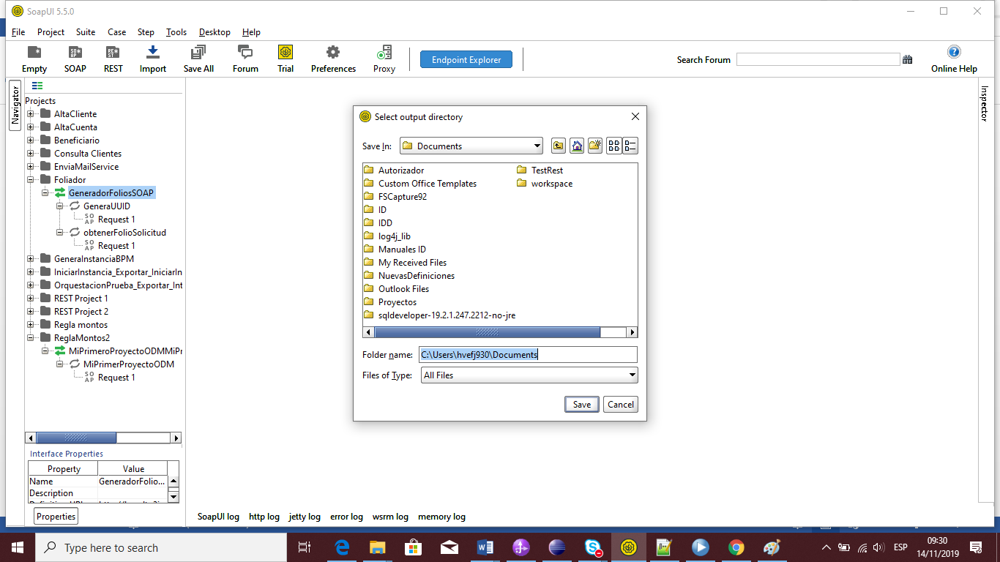 SoapUI 5.5.0
File Project Suite Case Step Tools Desktop Help
Empty SOAP REST Import Save All Forum Trial Preferences Proxy
Endpoint Explorer
Search Forum
Online Help
Navigator
Projects
AltaCliente
AltaCuenta
Beneficiario
Consulta Clientes
EnviaMailService
Foliador
GeneradorFoliosSOAP
GeneraUUID
SOAP Request 1
obtenerFolioSolicitud
SOAP Request 1
GeneraInstanciaBPM
IniciarInstancia_Exportar_IniciarIn
OrquestacionPrueba_Exportar_Int
REST Project 1
REST Project 2
Regla montos
ReglaMontos2
MiPrimeroProyectoODMMiPr
MiPrimerProyectoODM
SOAP Request 1
Interface Properties
Property Value
Name GeneradorFolio...
Description
Properties
Select output directory
Save In: Documents
Autorizador
Custom Office Templates
FSCapture92
ID
IDD
log4j_lib
Manuales ID
My Received Files
NuevasDefiniciones
Outlook Files
Proyectos
sqldeveloper-19.2.1.247.2212-no-jre
TestRest
workspace
Folder name: C:\Users\hvefj930\Documents
Files of Type: All Files
Save Cancel
Inspector
SoapUI log http log jetty log error log wsrm log memory log
Type here to search
ESP
09:30
14/11/2019